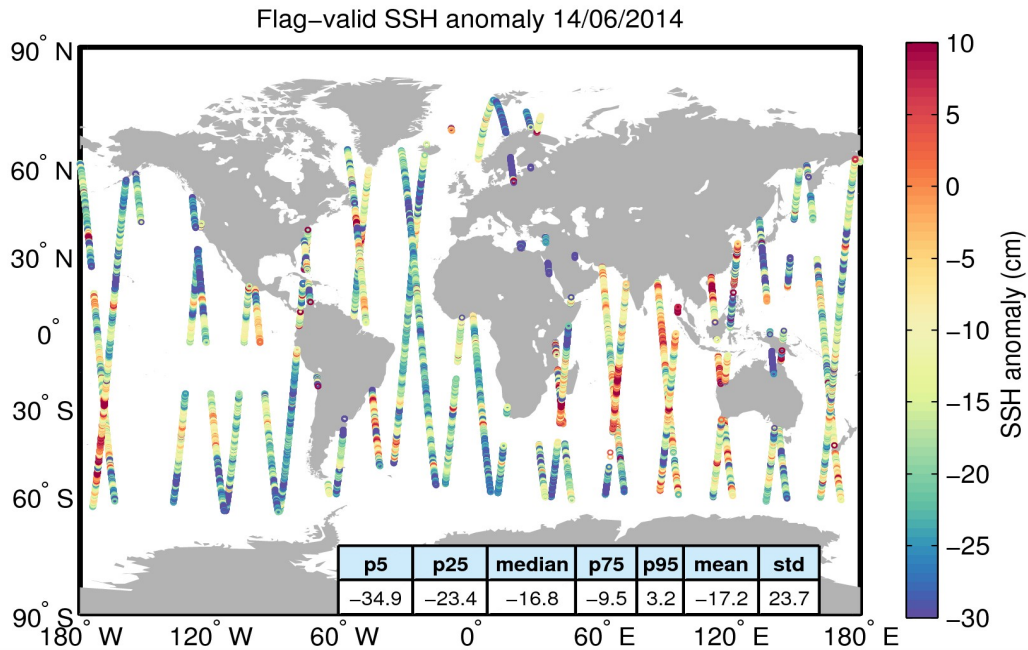 Flag−valid SSH anomaly 14/06/2014
90° N
60° N
30° N
0°
30° S
60° S
90° S
180° W
120° W
60° W
0°
60° E
120° E
180° E
p5 p25 median p75 p95 mean std
−34.9 −23.4 −16.8 −9.5 3.2 −17.2 23.7
10
5
0
−5
−10
−15
−20
−25
−30
SSH anomaly (cm)